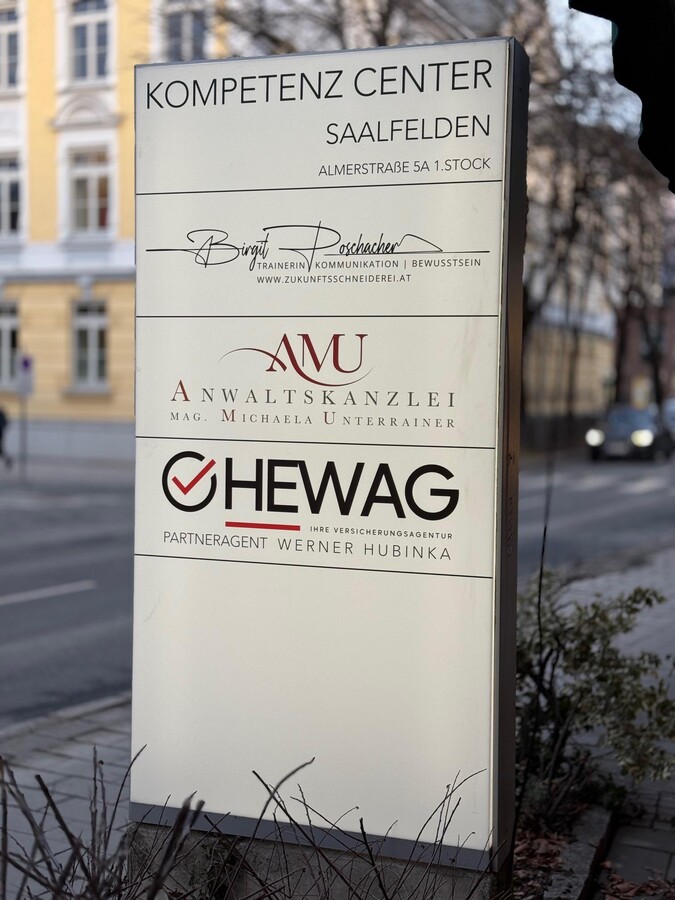 KOMPETENZ CENTER
SAALFELDEN
ALMERSTRAßE 5A 1.STOCK
Birgit Poschacher
TRAINERIN KOMMUNIKATION | BEWUSSTSEIN
WWW.ZUKUNFTSSCHNEIDEREI.AT
AMU
ANWALTSKANZLEI
MAG. MICHAELA UNTERRAINER
HEWAG
IHRE VERSICHERUNGSAGENTUR
PARTNERAGENT WERNER HUBINKA